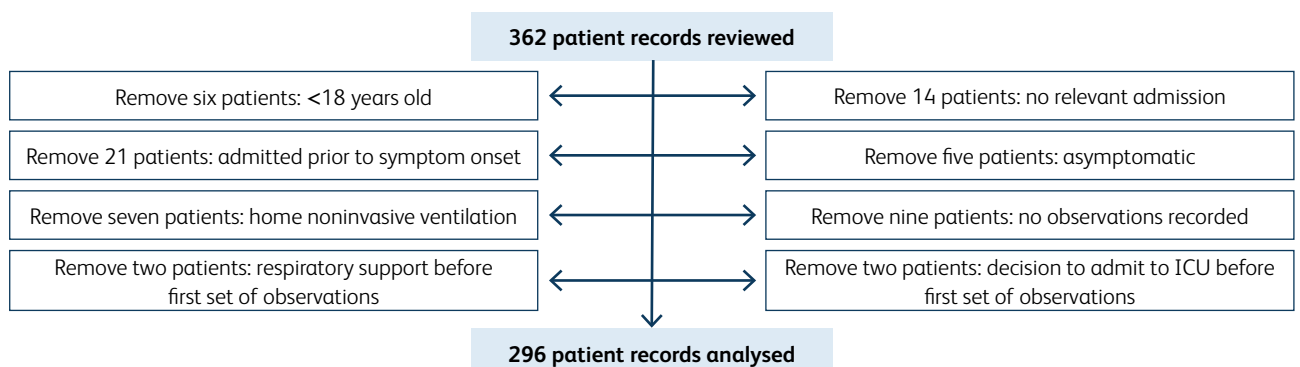 362 patient records reviewed
Remove six patients: <18 years old
Remove 14 patients: no relevant admission
Remove 21 patients: admitted prior to symptom onset
Remove five patients: asymptomatic
Remove seven patients: home noninvasive ventilation
Remove nine patients: no observations recorded
Remove two patients: respiratory support before
first set of observations
Remove two patients: decision to admit to ICU before
first set of observations
296 patient records analysed